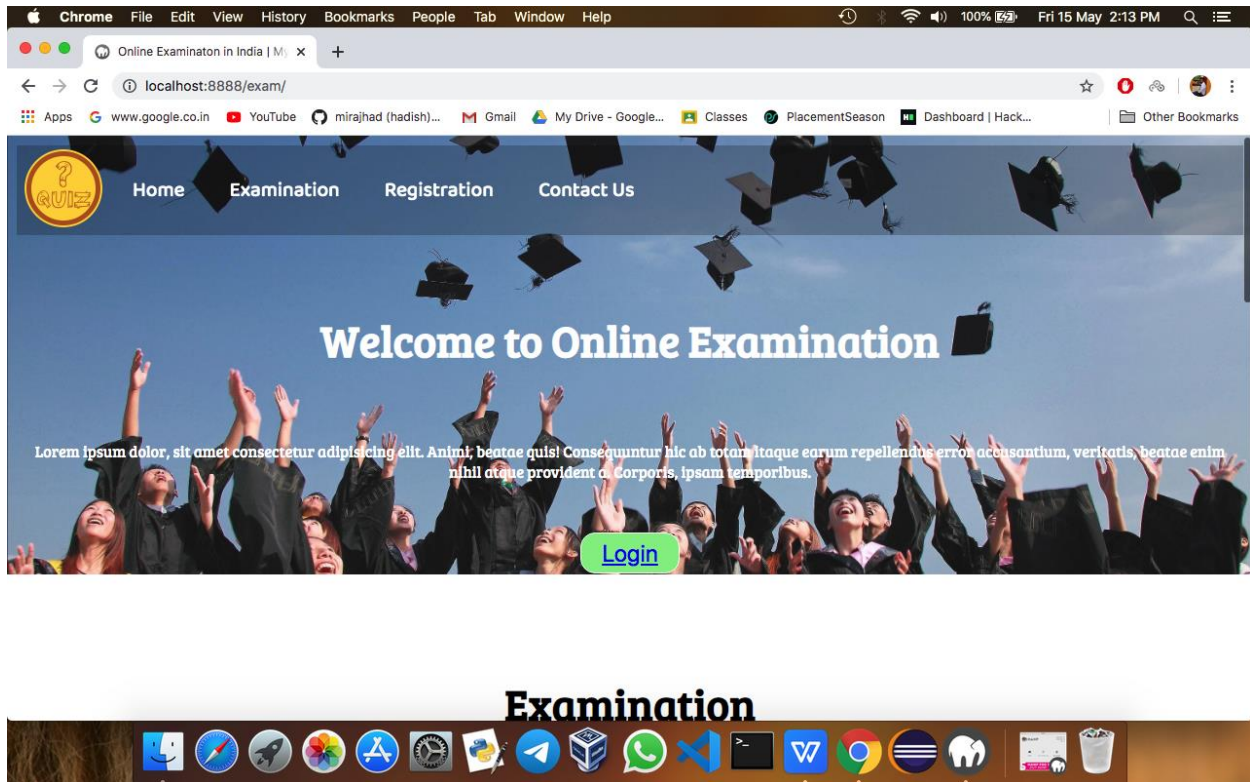 Chrome File Edit View History Bookmarks People Tab Window Help 100% Fri 15 May 2:13 PM
Online Examinaton in India | My
localhost:8888/exam/
Apps www.google.co.in YouTube mirajhad (hadish)... Gmail My Drive - Google... Classes PlacementSeason Dashboard | Hack... Other Bookmarks
? QUIZ Home Examination Registration Contact Us
Welcome to Online Examination
Lorem ipsum dolor, sit amet consectetur adipisicing elit. Animi, beatae quis! Consequuntur hic ab totam itaque earum repellendus error accusantium, veritatis, beatae enim
nihil atque provident a. Corporis, ipsam temporibus.
Login
Examination